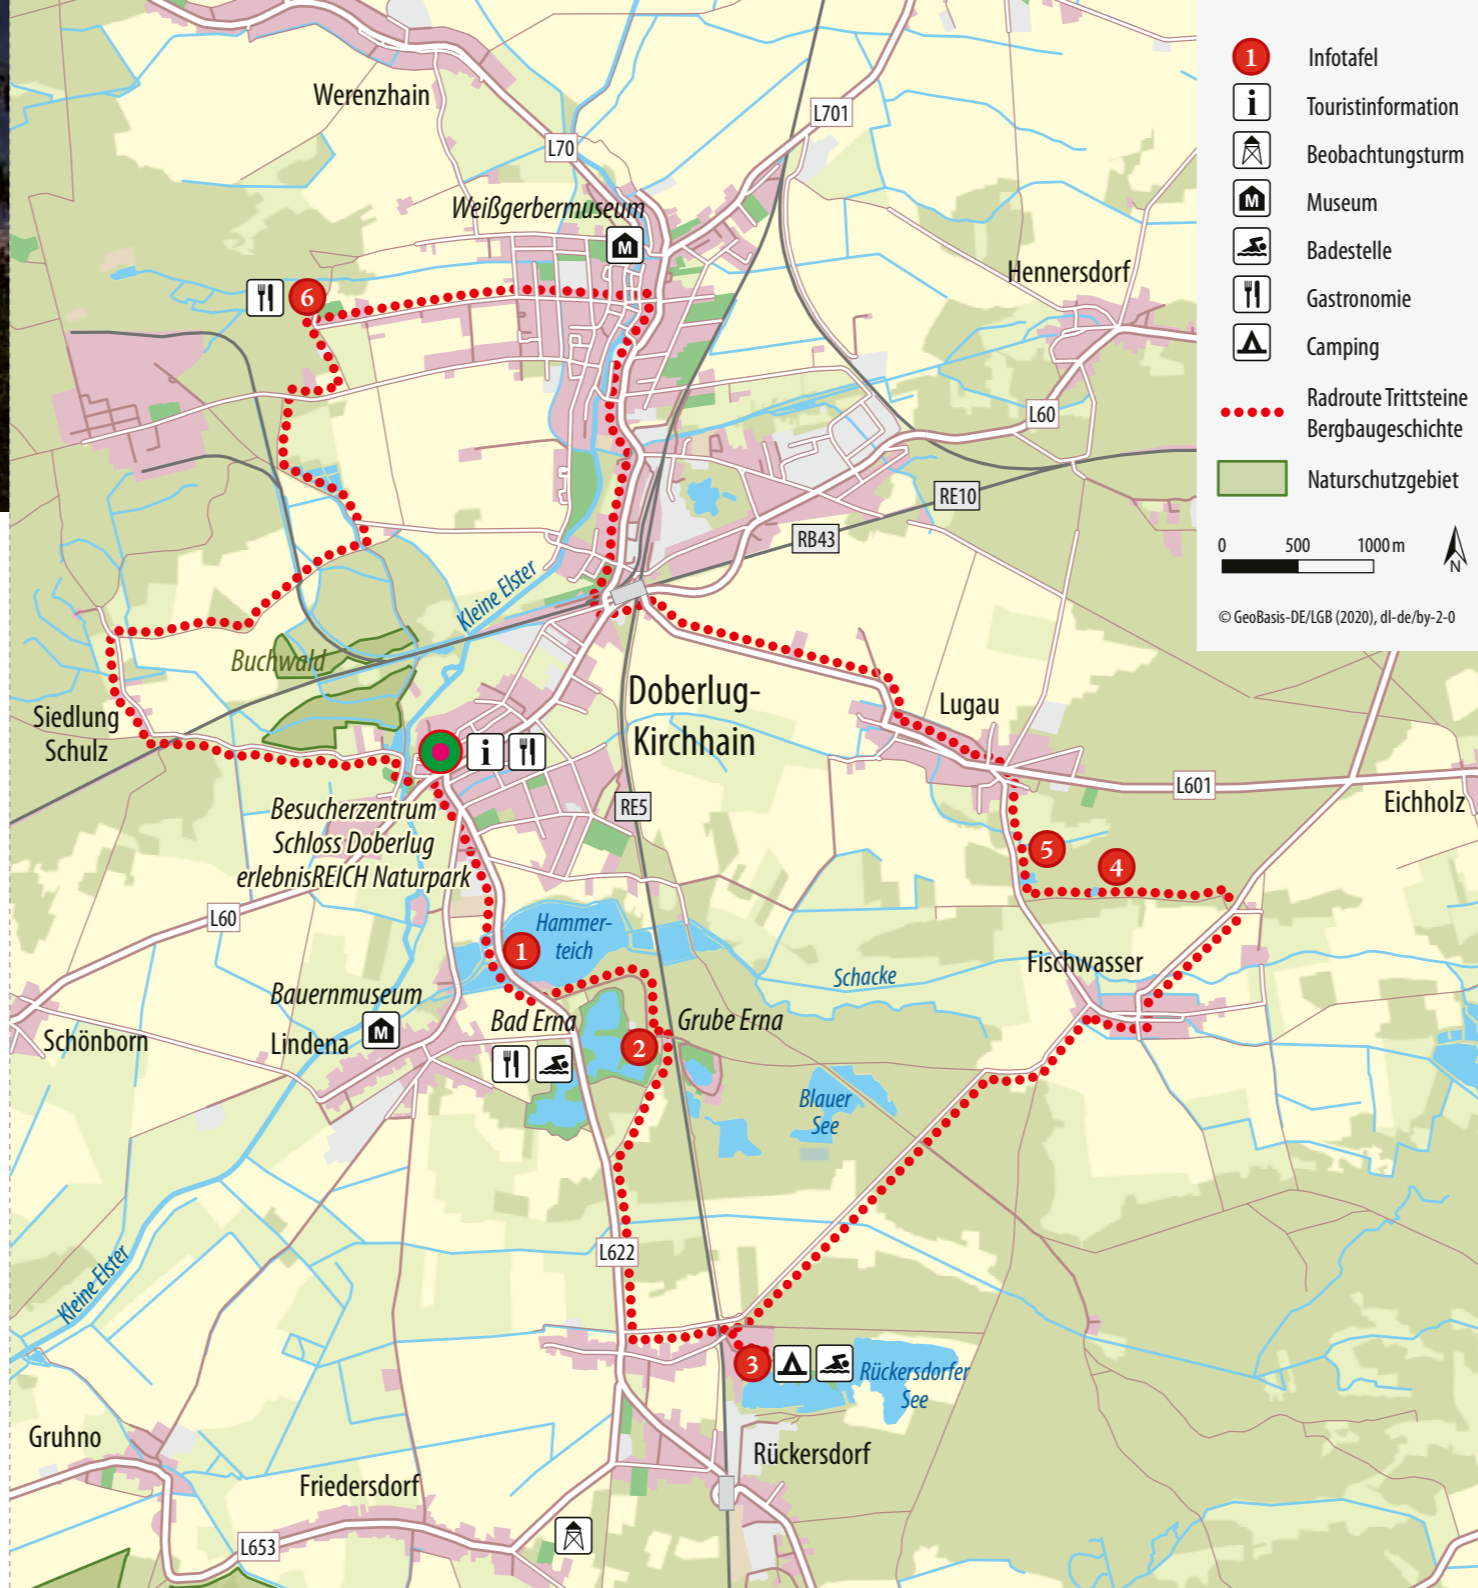 Werenzhain
L70
L701
Weißgerbermuseum
M
Hennersdorf
6
L60
RE10
RB43
Kleine Elster
Buchwald
Siedlung
Schulz
Doberlug-
Kirchhain
Lugau
i
L601
Eichholz
RE5
Besucherzentrum
Schloss Doberlug
erlebnisREICH Naturpark
5
4
L60
Hammer-
teich
1
Fischwasser
Schacke
Bauernmuseum
M
Lindena
Schönborn
Bad Erna
2
Grube Erna
Blauer
See
L622
Kleine Elster
3
Rückersdorfer
See
Gruhno
Rückersdorf
Friedersdorf
L653
1 Infotafel
i Touristinformation
Beobachtungsturm
M Museum
Badestelle
Gastronomie
Camping
Radroute Trittsteine
Bergbaugeschichte
Naturschutzgebiet
0 500 1000 m
N
© GeoBasis-DE/LGB (2020), dl-de/by-2-0